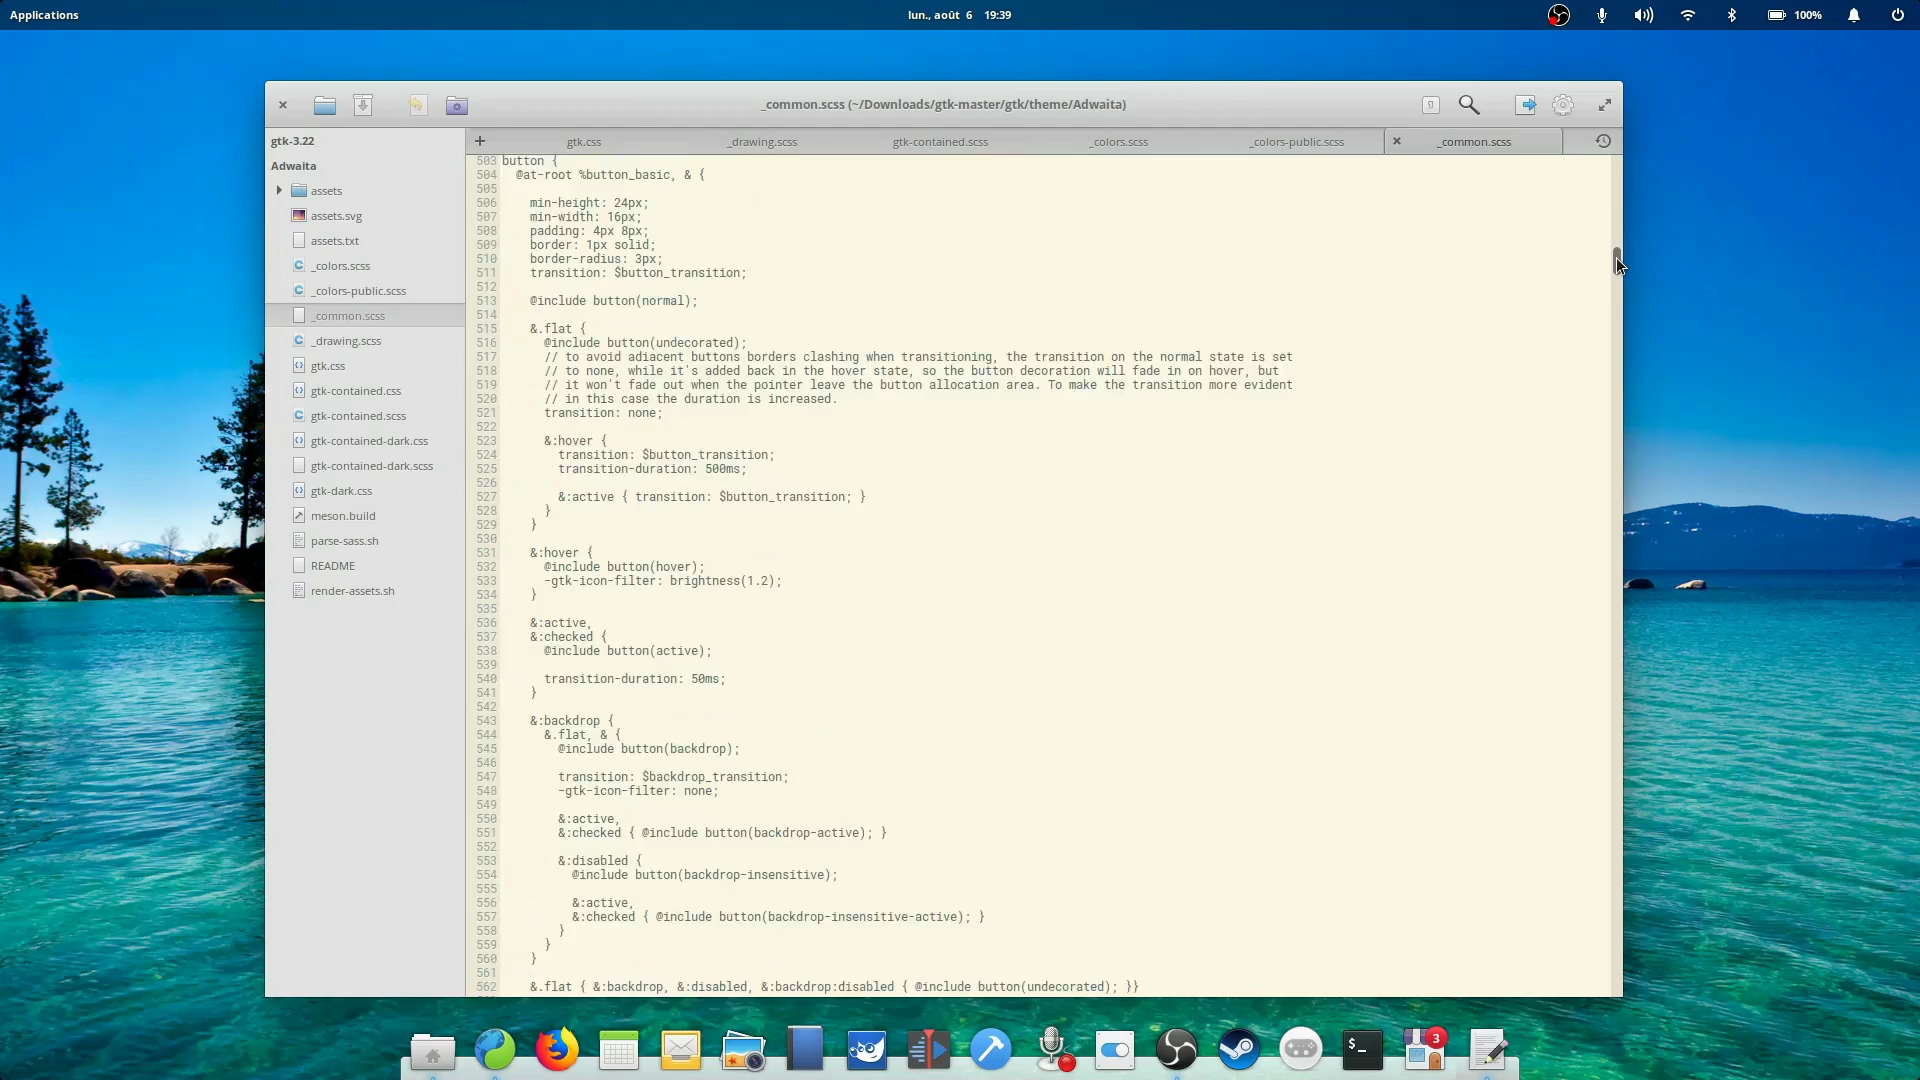 Applications
lun., août 6 19:39
100%
_common.scss (~/Downloads/gtk-master/gtk/theme/Adwaita)
gtk-3.22
Adwaita
assets
assets.svg
assets.txt
_colors.scss
_colors-public.scss
_common.scss
_drawing.scss
gtk.css
gtk-contained.css
gtk-contained.scss
gtk-contained-dark.css
gtk-contained-dark.scss
gtk-dark.css
meson.build
parse-sass.sh
README
render-assets.sh
gtk.css _drawing.scss gtk-contained.css _colors.scss _colors-public.scss _common.scss
503 button {
504 @at-root %button_basic, & {
505
506 min-height: 24px;
507 min-width: 16px;
508 padding: 4px 8px;
509 border: 1px solid;
510 border-radius: 3px;
511 transition: $button_transition;
512
513 @include button(normal);
514
515 &.flat {
516 @include button(undecorated);
517 // to avoid adiacent buttons borders clashing when transitioning, the transition on the normal state is set
518 // to none, while it's added back in the hover state, so the button decoration will fade in on hover, but
519 // it won't fade out when the pointer leave the button allocation area. To make the transition more evident
520 // in this case the duration is increased.
521 transition: none;
522
523 &:hover {
524 transition: $button_transition;
525 transition-duration: 500ms;
526
527 &:active { transition: $button_transition; }
528 }
529 }
530
531 &:hover {
532 @include button(hover);
533 -gtk-icon-filter: brightness(1.2);
534 }
535
536 &:active,
537 &:checked {
538 @include button(active);
539
540 transition-duration: 50ms;
541 }
542
543 &:backdrop {
544 &.flat, & {
545 @include button(backdrop);
546
547 transition: $backdrop_transition;
548 -gtk-icon-filter: none;
549
550 &:active,
551 &:checked { @include button(backdrop-active); }
552
553 &:disabled {
554 @include button(backdrop-insensitive);
555
556 &:active,
557 &:checked { @include button(backdrop-insensitive-active); }
558 }
559 }
560 }
561
562 &.flat { &:backdrop, &:disabled, &:backdrop:disabled { @include button(undecorated); }}
$ _
3